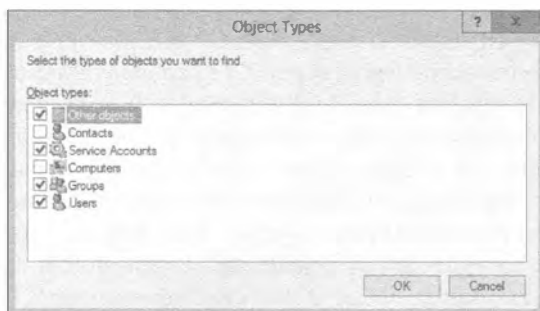 Object Types
?
Select the types of objects you want to find
Object types:
Other objects
Contacts
Service Accounts
Computers
Groups
Users
OK
Cancel